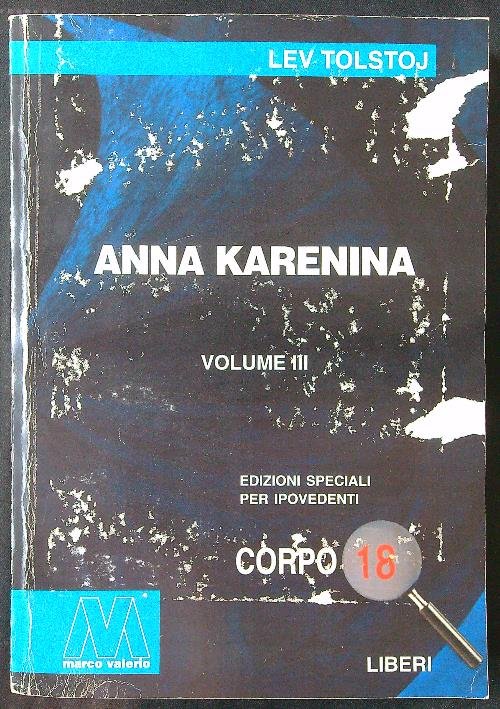 LEV TOLSTOJ
ANNA KARENINA
VOLUME III
EDIZIONI SPECIALI
PER IPOVEDENTI
CORPO 18
M
marco valerio
LIBERI